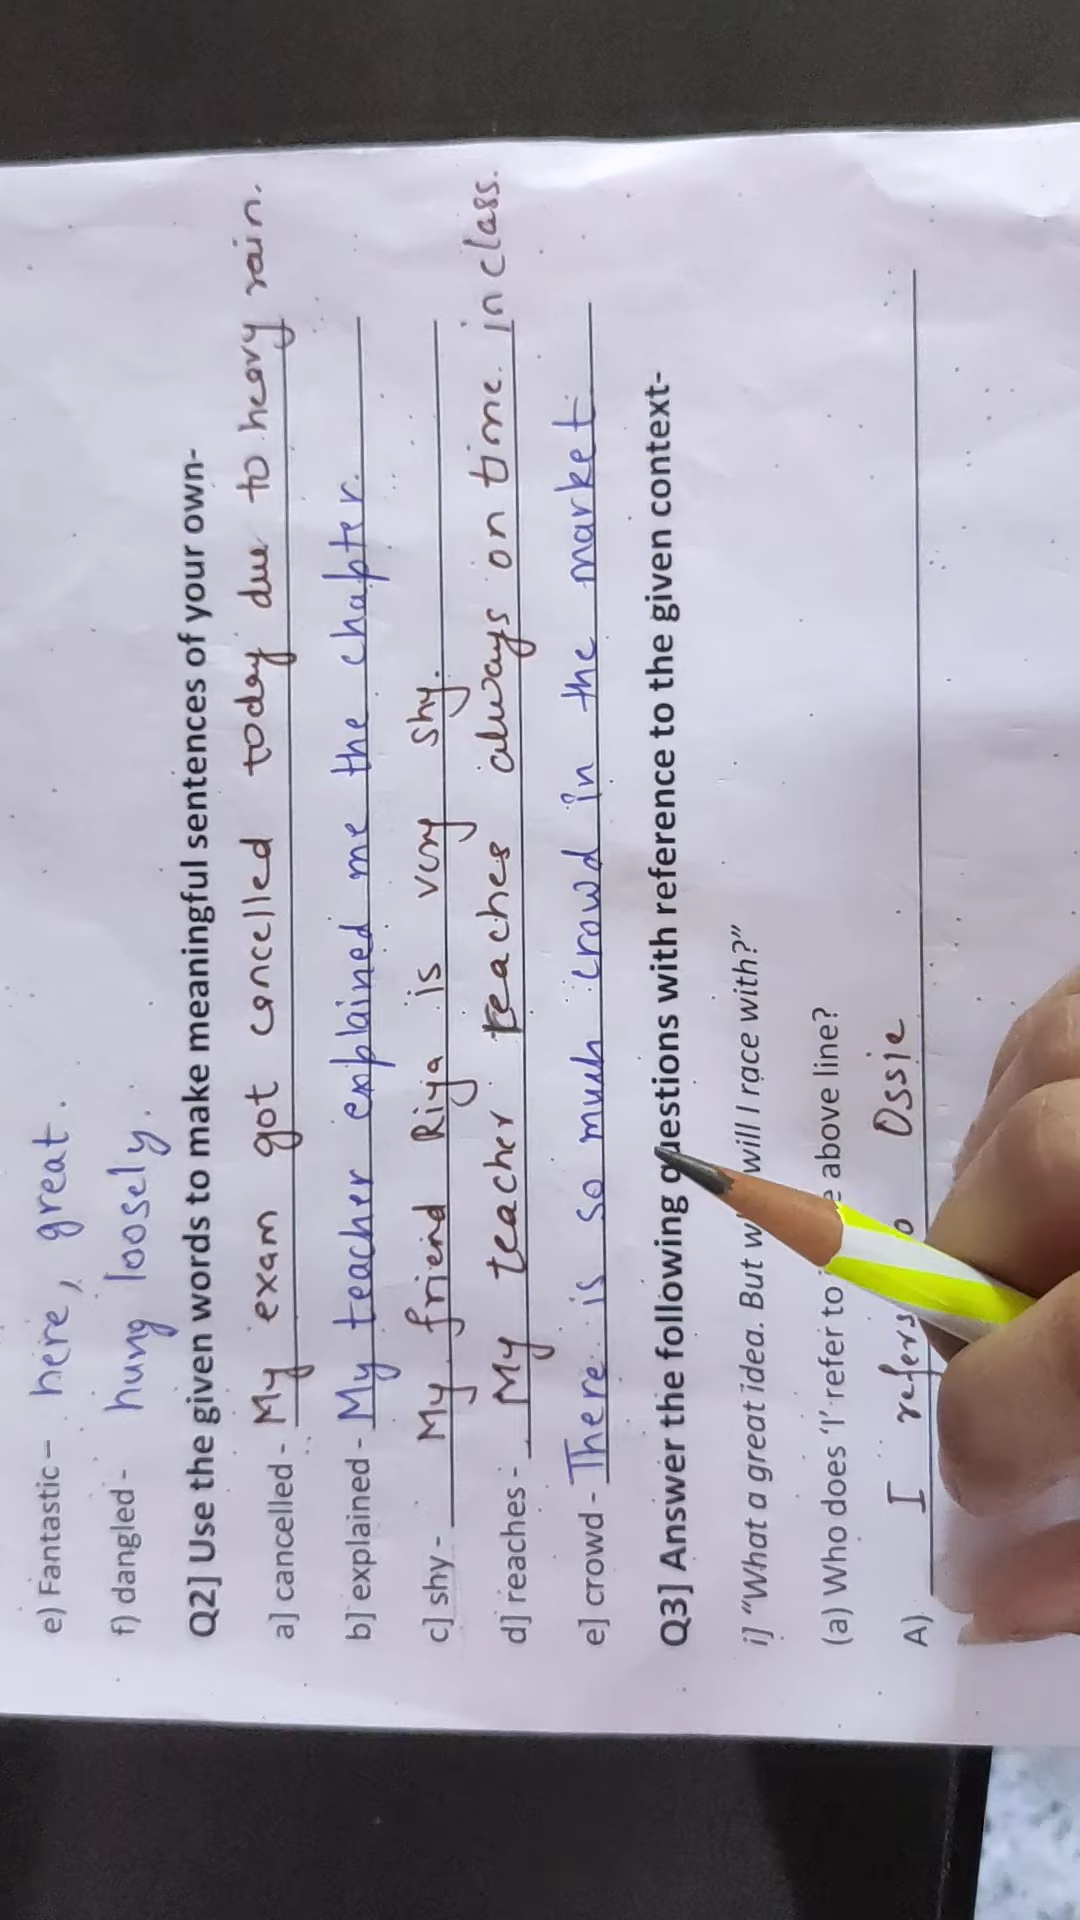 e) Fantastic - here, great.
f) dangled - hung loosely.
Q2] Use the given words to make meaningful sentences of your own-
a] cancelled - My exam got cancelled today due to heavy rain.
b] explained - My teacher explained me the chapter.
c] shy - My friend Riya is very shy.
d] reaches - My teacher reaches always on time in class.
e] crowd - There is so much crowd in the market
Q3] Answer the following questions with reference to the given context-
i] "What a great idea. But will I race with?"
(a) Who does 'I' refer to above line?
A) I refers Ossie